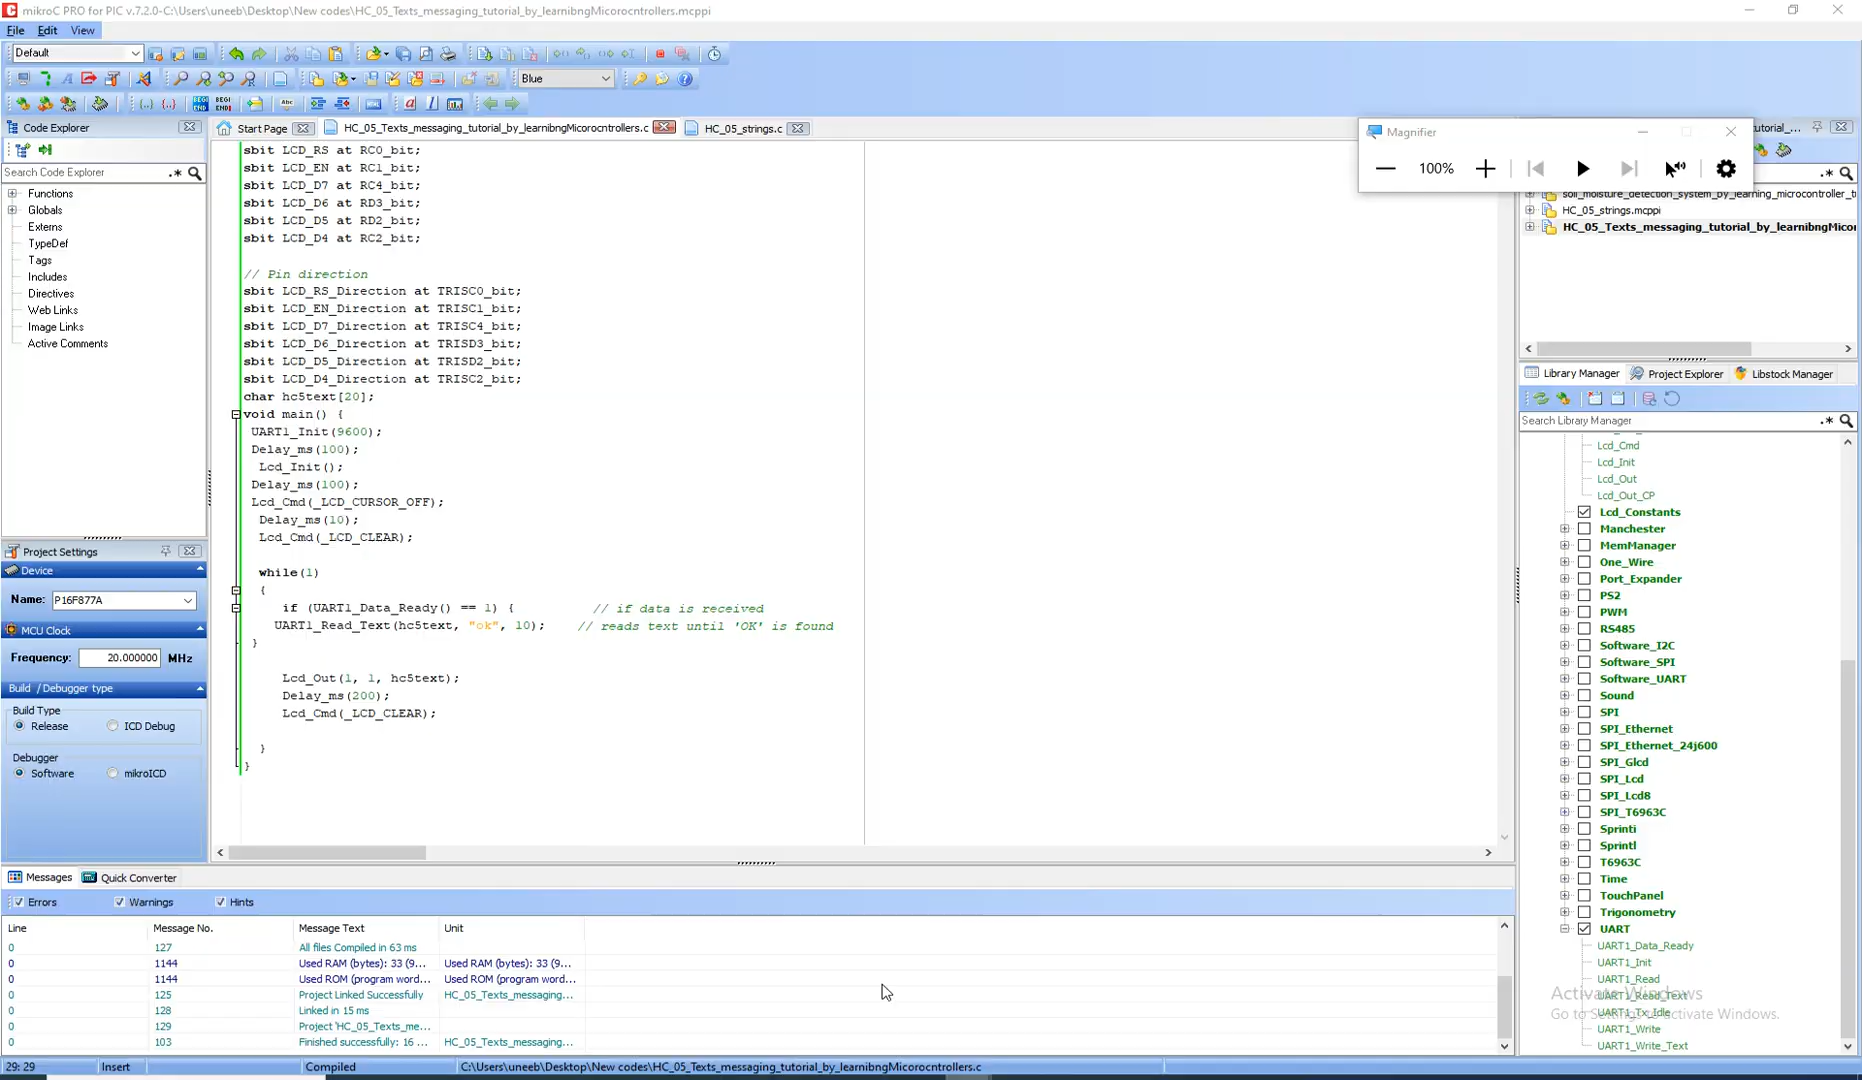 mikroC PRO for PIC v.7.2.0-C:\Users\uneeb\Desktop\New codes\HC_05_Texts_messaging_tutorial_by_learnibngMicorocntrollers.mcppi
File Edit View
Default
Blue
Code Explorer
Start Page
HC_05_Texts_messaging_tutorial_by_learnibngMicorocntrollers.c
HC_05_strings.c
Search Code Explorer
Functions
Globals
Externs
TypeDef
Tags
Includes
Directives
Web Links
Image Links
Active Comments
Project Settings
Device
Name: P16F877A
MCU Clock
Frequency: 20.000000 MHz
Build / Debugger type
Build Type
Release ICD Debug
Debugger
Software mikroICD
sbit LCD_RS at RC0_bit;
sbit LCD_EN at RC1_bit;
sbit LCD_D7 at RC4_bit;
sbit LCD_D6 at RD3_bit;
sbit LCD_D5 at RD2_bit;
sbit LCD_D4 at RC2_bit;
// Pin direction
sbit LCD_RS_Direction at TRISC0_bit;
sbit LCD_EN_Direction at TRISC1_bit;
sbit LCD_D7_Direction at TRISC4_bit;
sbit LCD_D6_Direction at TRISD3_bit;
sbit LCD_D5_Direction at TRISD2_bit;
sbit LCD_D4_Direction at TRISC2_bit;
char hc5text[20];
void main() {
UART1_Init(9600);
Delay_ms(100);
Lcd_Init();
Delay_ms(100);
Lcd_Cmd(_LCD_CURSOR_OFF);
Delay_ms(10);
Lcd_Cmd(_LCD_CLEAR);
while(1)
{
if (UART1_Data_Ready() == 1) { // if data is received
UART1_Read_Text(hc5text, "ok", 10); // reads text until 'OK' is found
}
Lcd_Out(1, 1, hc5text);
Delay_ms(200);
Lcd_Cmd(_LCD_CLEAR);
}
}
Magnifier
100%
utorial_...
soil_moisture_detection_system_by_learning_microcontroller_t
HC_05_strings.mcppi
HC_05_Texts_messaging_tutorial_by_learnibngMicor
Library Manager Project Explorer Libstock Manager
Search Library Manager
Lcd_Cmd
Lcd_Init
Lcd_Out
Lcd_Out_CP
Lcd_Constants
Manchester
MemManager
One_Wire
Port_Expander
PS2
PWM
RS485
Software_I2C
Software_SPI
Software_UART
Sound
SPI
SPI_Ethernet
SPI_Ethernet_24j600
SPI_Glcd
SPI_Lcd
SPI_Lcd8
SPI_T6963C
Sprinti
Sprintl
T6963C
Time
TouchPanel
Trigonometry
UART
UART1_Data_Ready
UART1_Init
UART1_Read
UART1_Read_Text
UART1_Tx_Idle
UART1_Write
UART1_Write_Text
Activate Windows
Go to Settings to activate Windows.
Messages Quick Converter
Errors Warnings Hints
Line Message No. Message Text Unit
0 127 All files Compiled in 63 ms
0 1144 Used RAM (bytes): 33 (9... Used RAM (bytes): 33 (9...
0 1144 Used ROM (program word... Used ROM (program word...
0 125 Project Linked Successfully HC_05_Texts_messaging...
0 128 Linked in 15 ms
0 129 Project 'HC_05_Texts_me...
0 103 Finished successfully: 16 ... HC_05_Texts_messaging...
29: 29 Insert Compiled C:\Users\uneeb\Desktop\New codes\HC_05_Texts_messaging_tutorial_by_learnibngMicorocntrollers.c